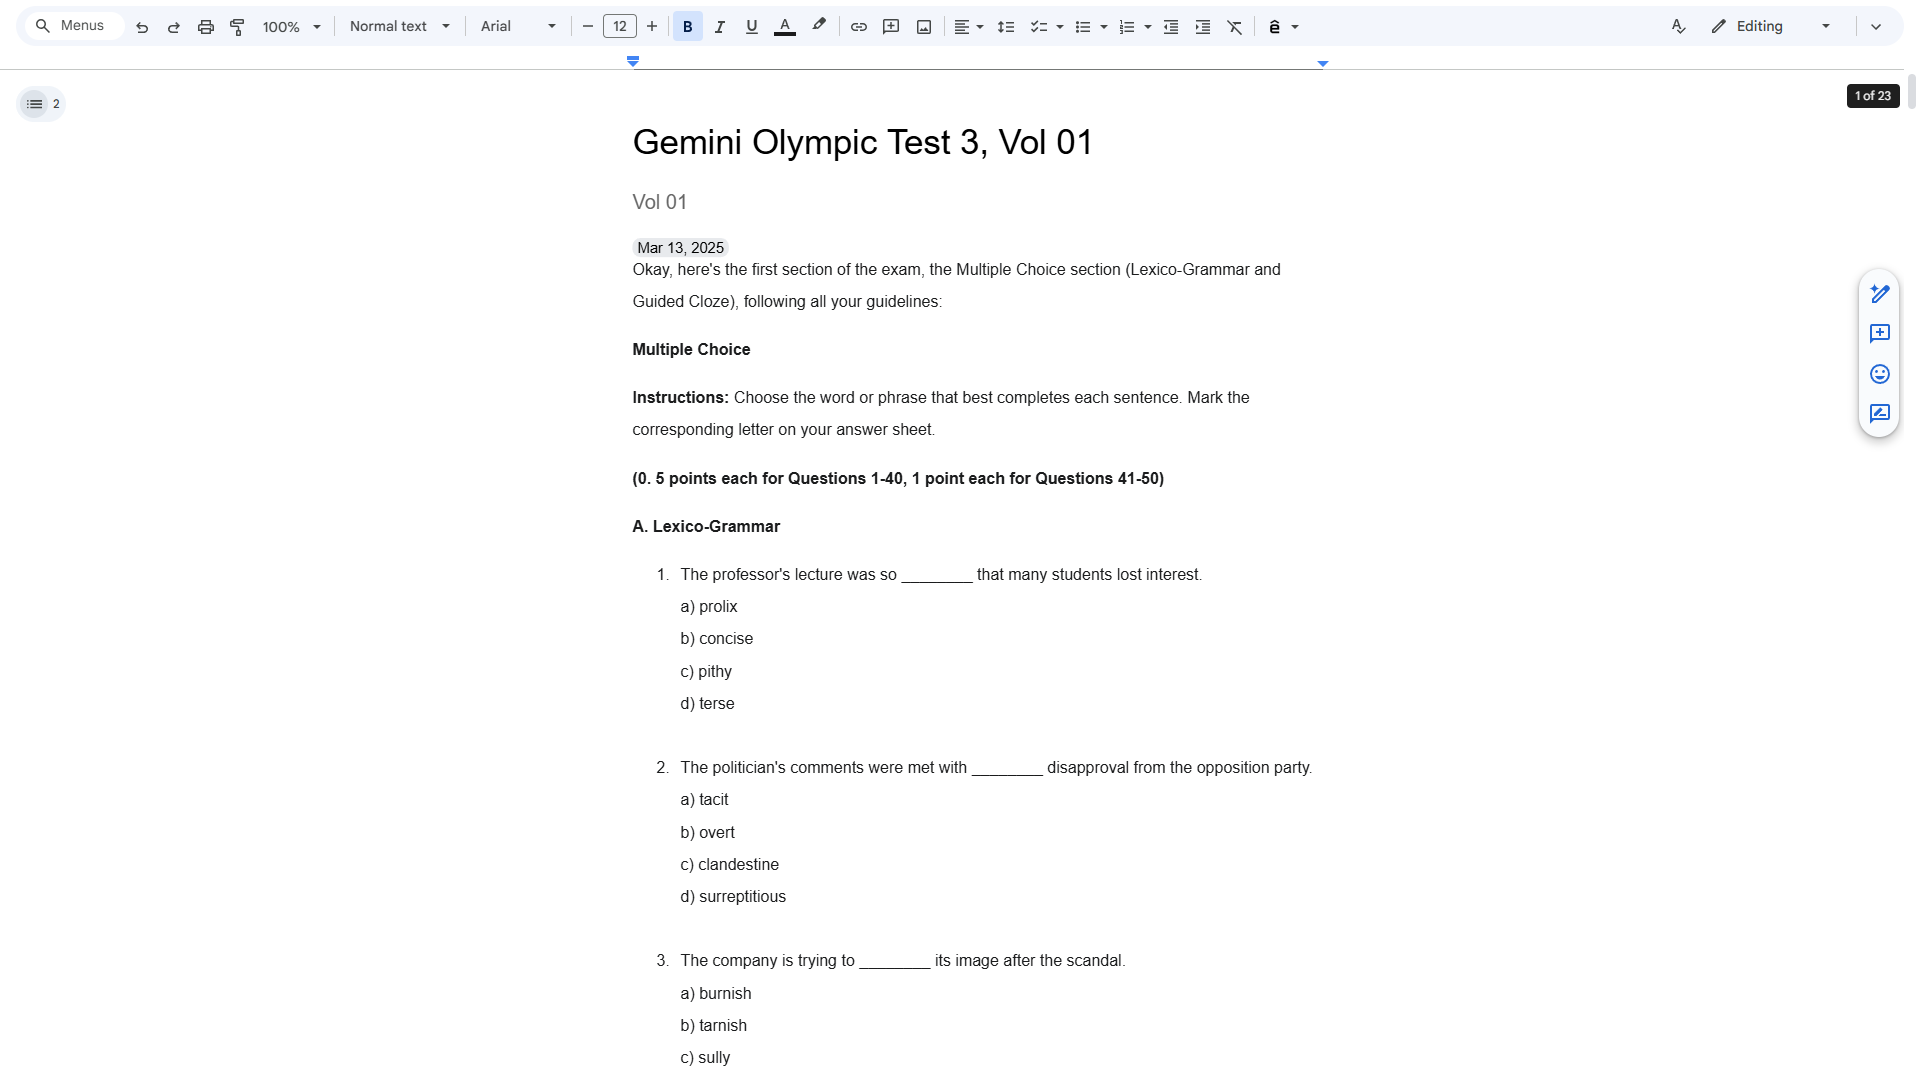 Menus
100%
Normal text
Arial
12
B
I
U
A
Editing
2
1 of 23
Gemini Olympic Test 3, Vol 01
Vol 01
Mar 13, 2025
Okay, here's the first section of the exam, the Multiple Choice section (Lexico-Grammar and
Guided Cloze), following all your guidelines:
Multiple Choice
Instructions: Choose the word or phrase that best completes each sentence. Mark the
corresponding letter on your answer sheet.
(0. 5 points each for Questions 1-40, 1 point each for Questions 41-50)
A. Lexico-Grammar
1. The professor's lecture was so ________ that many students lost interest.
a) prolix
b) concise
c) pithy
d) terse
2. The politician's comments were met with ________ disapproval from the opposition party.
a) tacit
b) overt
c) clandestine
d) surreptitious
3. The company is trying to ________ its image after the scandal.
a) burnish
b) tarnish
c) sully